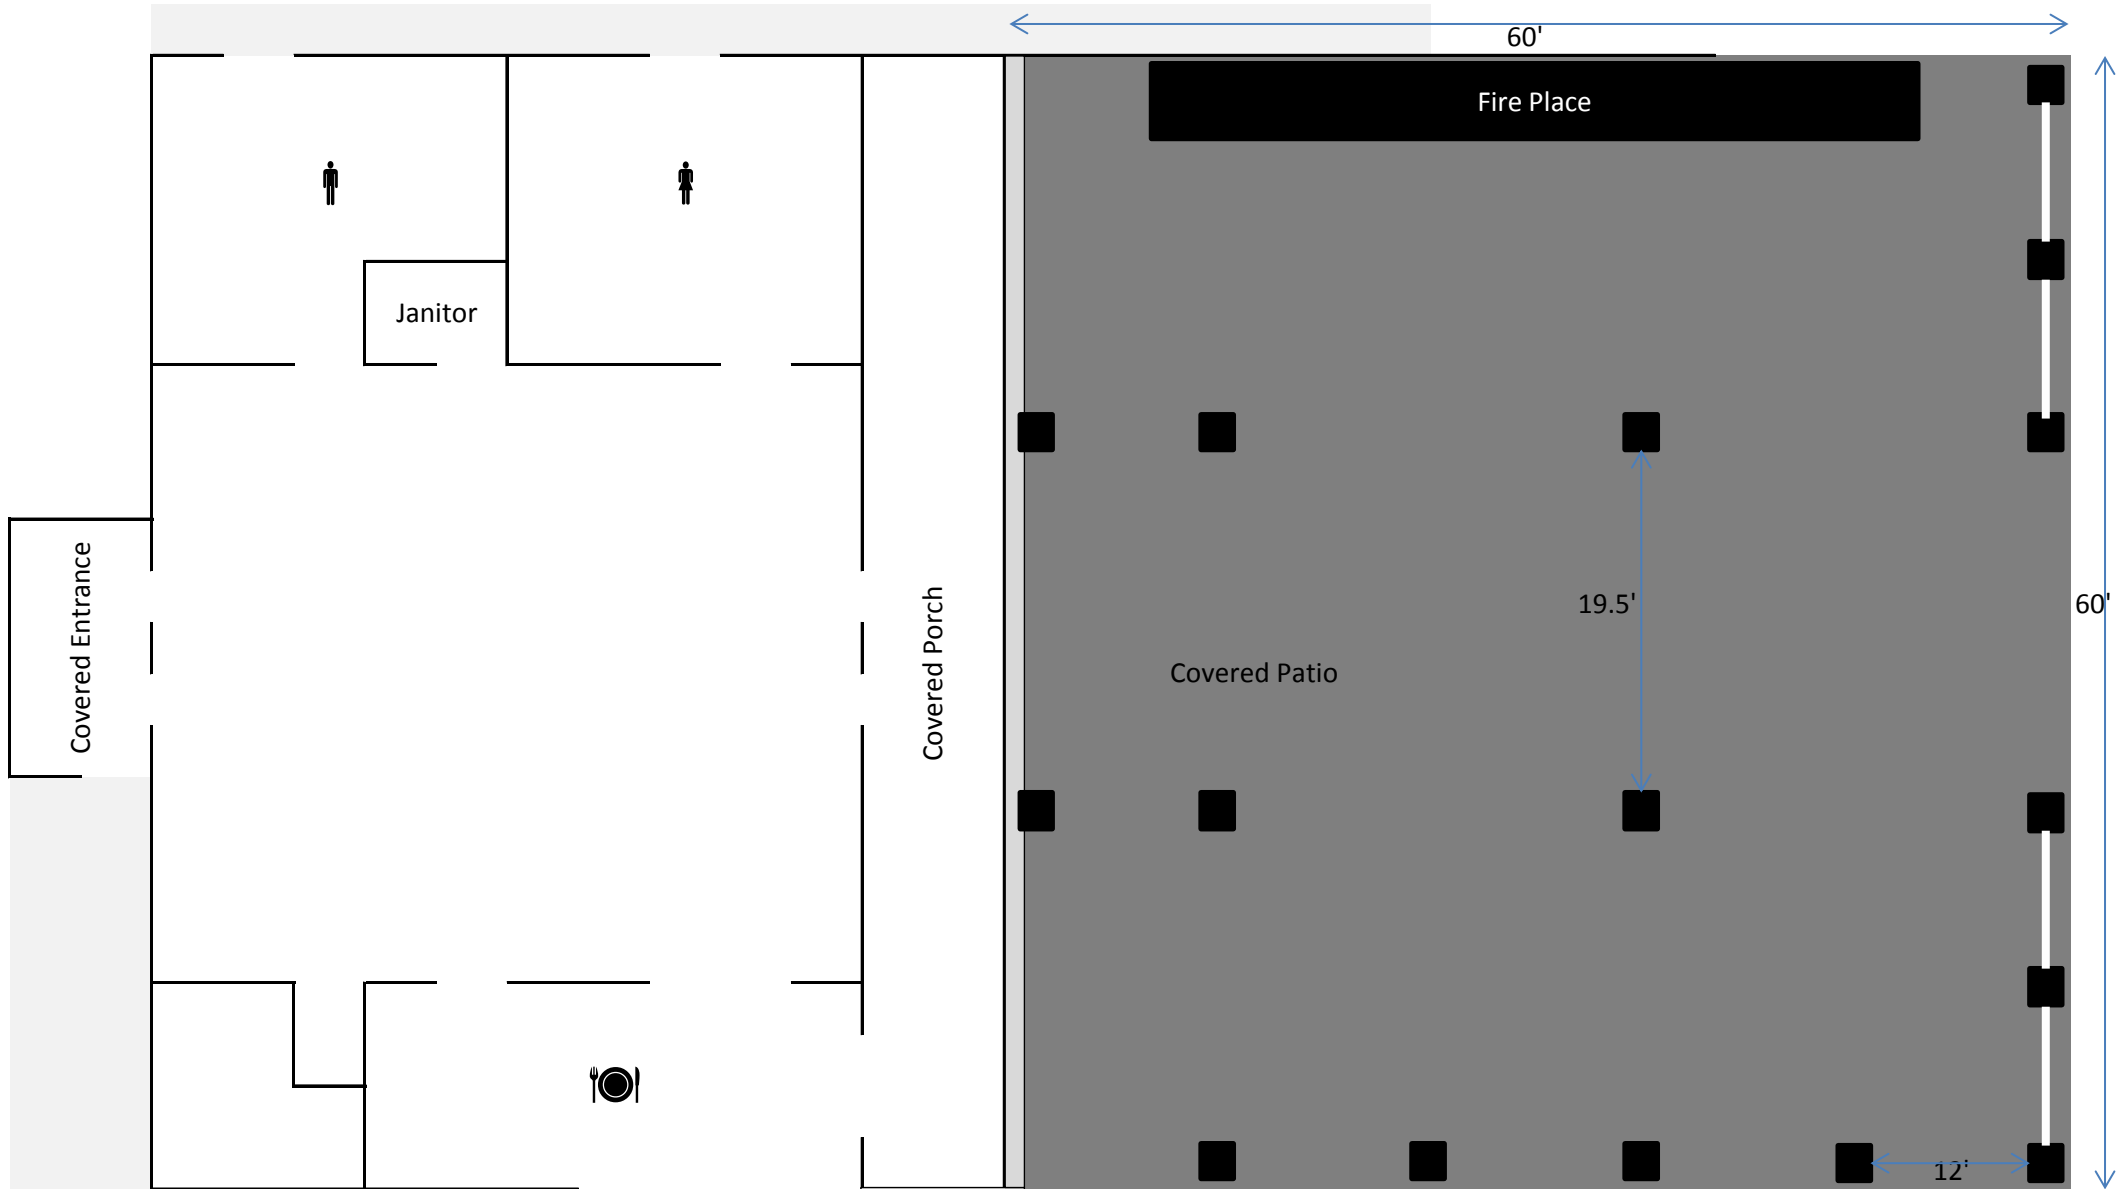 60'
Fire Place
Janitor
Covered Entrance
Covered Porch
19.5'
60'
Covered Patio
12'